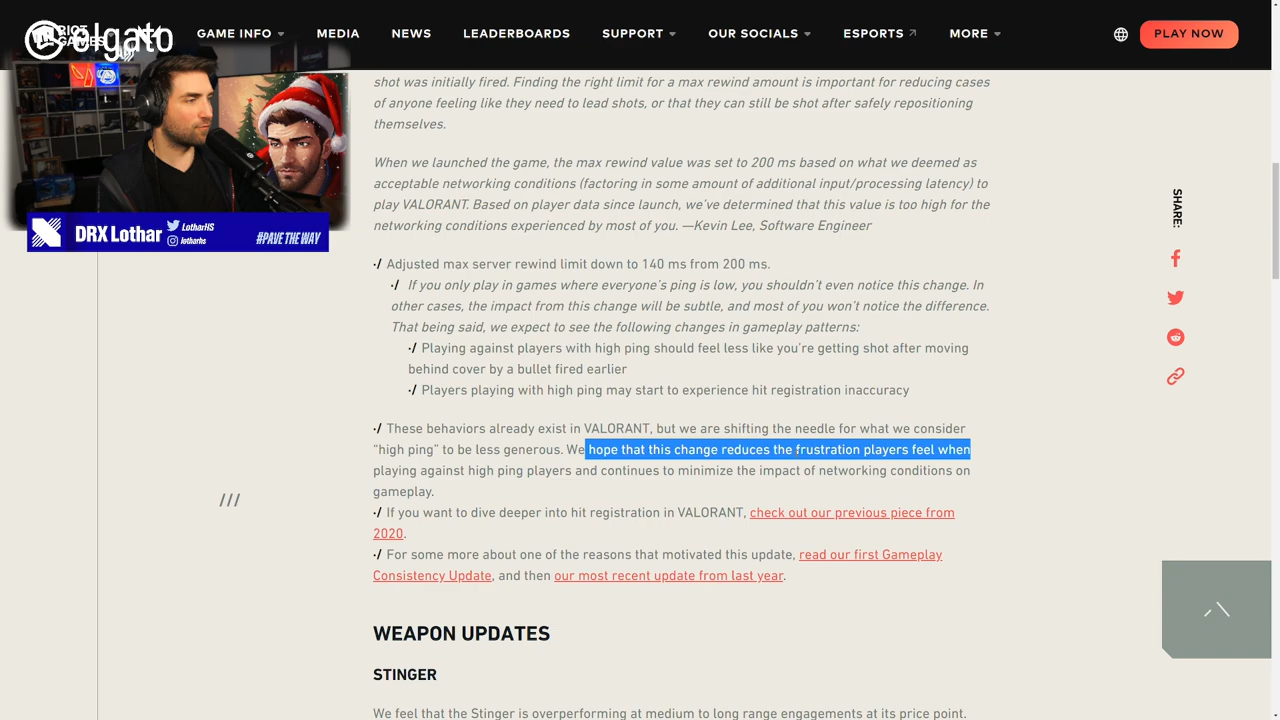 elgato
RIOT
GAMES
GAME INFO
MEDIA
NEWS
LEADERBOARDS
SUPPORT
OUR SOCIALS
ESPORTS
MORE
PLAY NOW
shot was initially fired. Finding the right limit for a max rewind amount is important for reducing cases
of anyone feeling like they need to lead shots, or that they can still be shot after safely repositioning
themselves.
When we launched the game, the max rewind value was set to 200 ms based on what we deemed as
acceptable networking conditions (factoring in some amount of additional input/processing latency) to
play VALORANT. Based on player data since launch, we've determined that this value is too high for the
networking conditions experienced by most of you. —Kevin Lee, Software Engineer
DRX Lothar
LotharHS
lotharhs
#PAVE THE WAY
SHARE:
·/ Adjusted max server rewind limit down to 140 ms from 200 ms.
·/ If you only play in games where everyone's ping is low, you shouldn't even notice this change. In
other cases, the impact from this change will be subtle, and most of you won't notice the difference.
That being said, we expect to see the following changes in gameplay patterns:
·/ Playing against players with high ping should feel less like you're getting shot after moving
behind cover by a bullet fired earlier
·/ Players playing with high ping may start to experience hit registration inaccuracy
·/ These behaviors already exist in VALORANT, but we are shifting the needle for what we consider
“high ping” to be less generous. We hope that this change reduces the frustration players feel when
playing against high ping players and continues to minimize the impact of networking conditions on
gameplay.
·/ If you want to dive deeper into hit registration in VALORANT, check out our previous piece from
2020.
·/ For some more about one of the reasons that motivated this update, read our first Gameplay
Consistency Update, and then our most recent update from last year.
///
WEAPON UPDATES
STINGER
We feel that the Stinger is overperforming at medium to long range engagements at its price point.